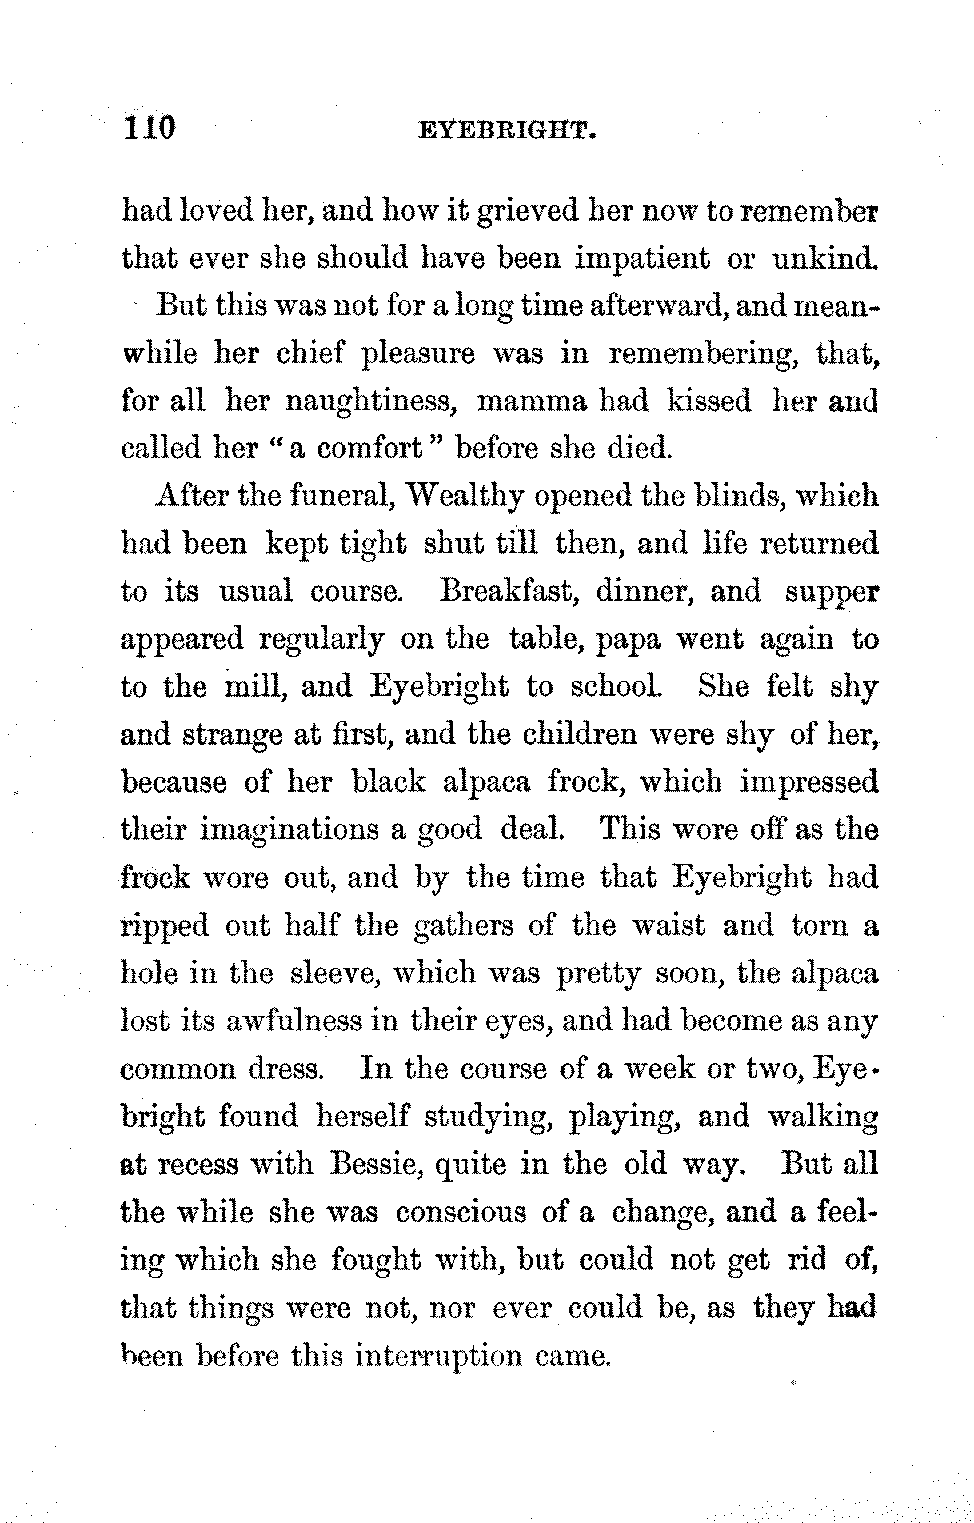 110 EYEBRIGHT.
had loved her, and how it grieved her now to remember
that ever she should have been impatient or unkind.
But this was not for a long time afterward, and mean-
while her chief pleasure was in remembering, that,
for all her naughtiness, mamma had kissed her and
called her " a comfort " before she died.
After the funeral, Wealthy opened the blinds, which
had been kept tight shut till then, and life returned
to its usual course. Breakfast, dinner, and supper
appeared regularly on the table, papa went again to
to the mill, and Eyebright to school. She felt shy
and strange at first, and the children were shy of her,
because of her black alpaca frock, which impressed
their imaginations a good deal. This wore off as the
frock wore out, and by the time that Eyebright had
ripped out half the gathers of the waist and torn a
hole in the sleeve, which was pretty soon, the alpaca
lost its awfulness in their eyes, and had become as any
common dress. In the course of a week or two, Eye-
bright found herself studying, playing, and walking
at recess with Bessie, quite in the old way. But all
the while she was conscious of a change, and a feel-
ing which she fought with, but could not get rid of,
that things were not, nor ever could be, as they had
been before this interruption came.